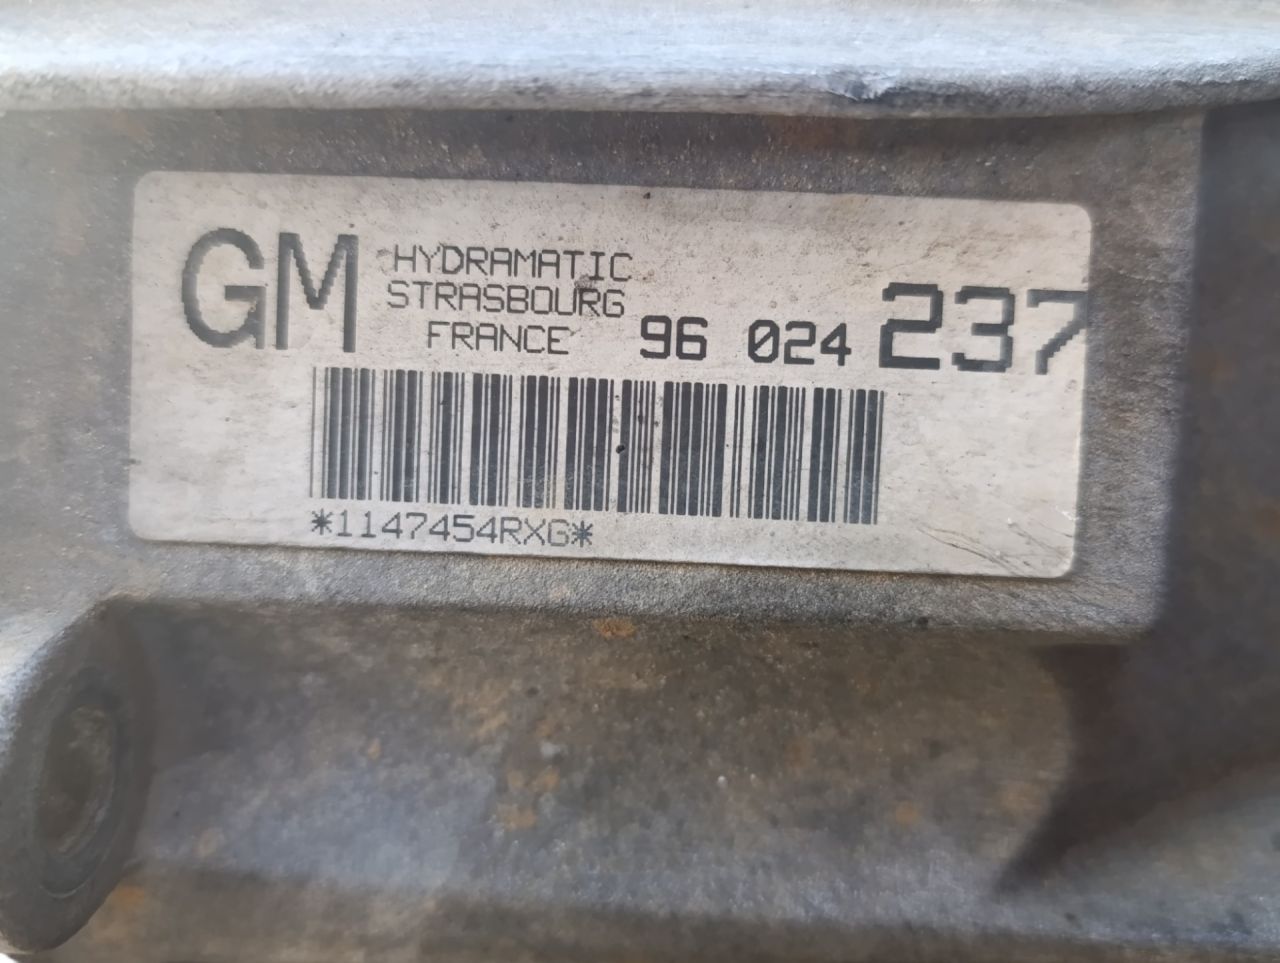 GM HYDRAMATIC
STRASBOURG
FRANCE 96 024 237
*1147454RXG*